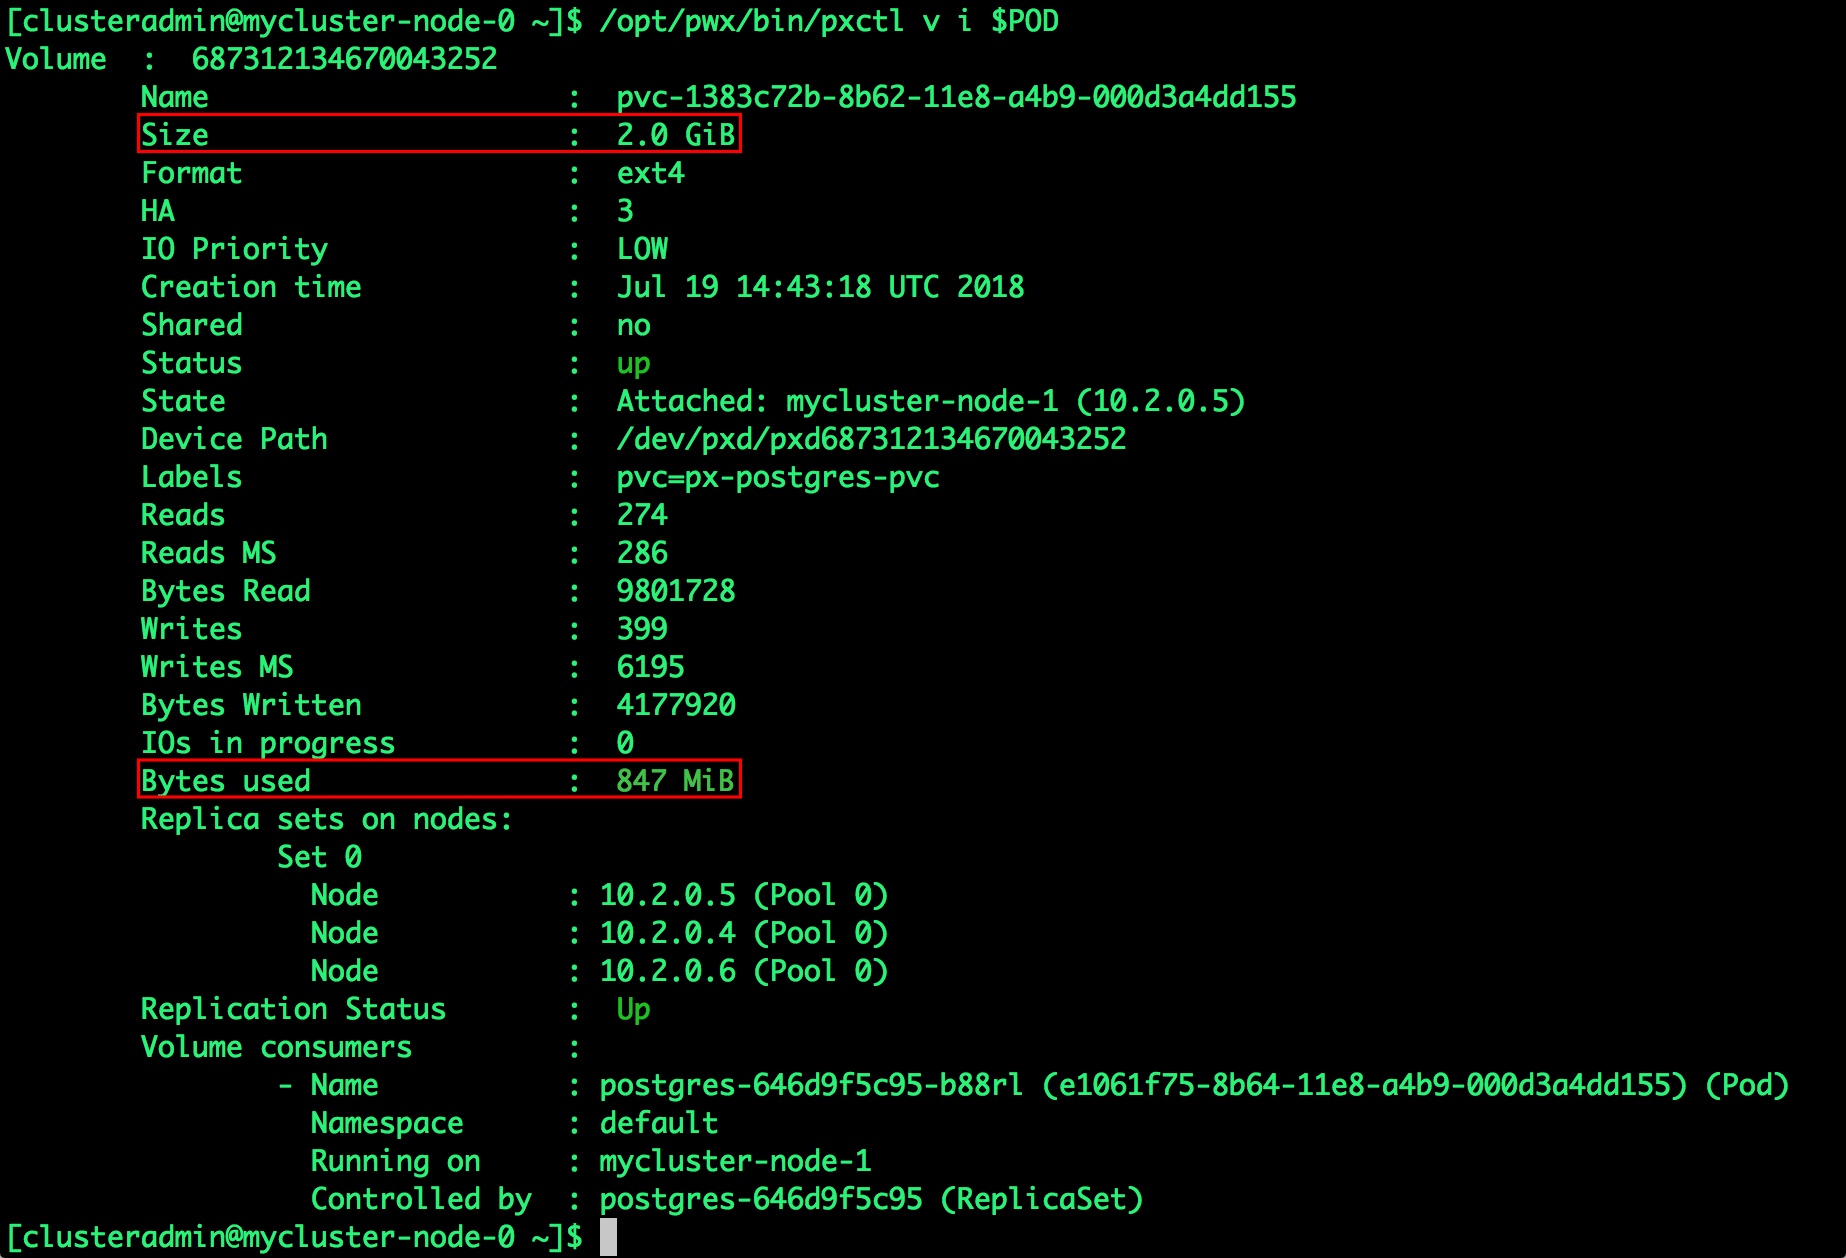 [clusteradmin@mycluster-node-0 ~]$ /opt/pwx/bin/pxctl v i $POD
Volume : 687312134670043252
Name : pvc-1383c72b-8b62-11e8-a4b9-000d3a4dd155
Size : 2.0 GiB
Format : ext4
HA : 3
IO Priority : LOW
Creation time : Jul 19 14:43:18 UTC 2018
Shared : no
Status : up
State : Attached: mycluster-node-1 (10.2.0.5)
Device Path : /dev/pxd/pxd687312134670043252
Labels : pvc=px-postgres-pvc
Reads : 274
Reads MS : 286
Bytes Read : 9801728
Writes : 399
Writes MS : 6195
Bytes Written : 4177920
IOs in progress : 0
Bytes used : 847 MiB
Replica sets on nodes:
Set 0
Node : 10.2.0.5 (Pool 0)
Node : 10.2.0.4 (Pool 0)
Node : 10.2.0.6 (Pool 0)
Replication Status : Up
Volume consumers :
- Name : postgres-646d9f5c95-b88rl (e1061f75-8b64-11e8-a4b9-000d3a4dd155) (Pod)
Namespace : default
Running on : mycluster-node-1
Controlled by : postgres-646d9f5c95 (ReplicaSet)
[clusteradmin@mycluster-node-0 ~]$